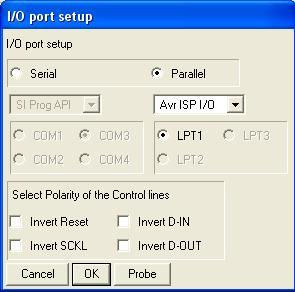 I/O port setup
I/O port setup
Serial Parallel
SI Prog API Avr ISP I/O
COM1 COM3 LPT1 LPT3
COM2 COM4 LPT2
Select Polarity of the Control lines
Invert Reset Invert D-IN
Invert SCKL Invert D-OUT
Cancel OK Probe